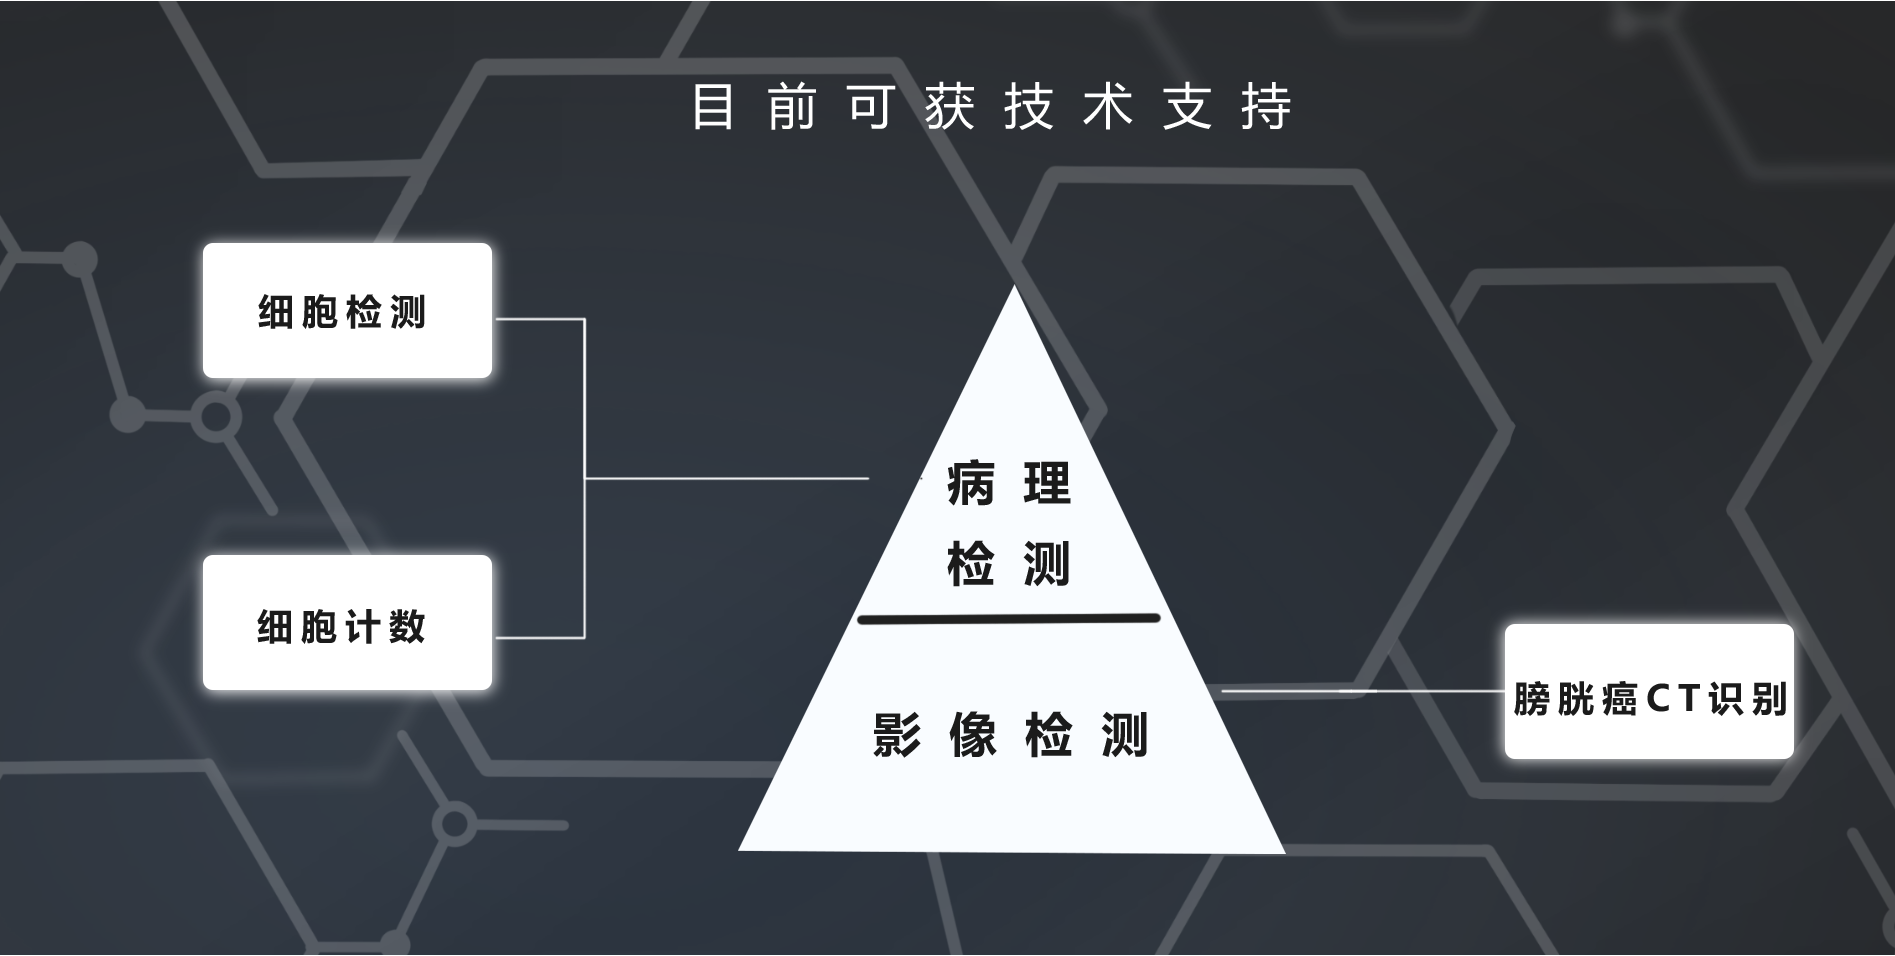 目前可获技术支持
细胞检测
细胞计数
病理
检测
影像检测
膀胱癌CT识别